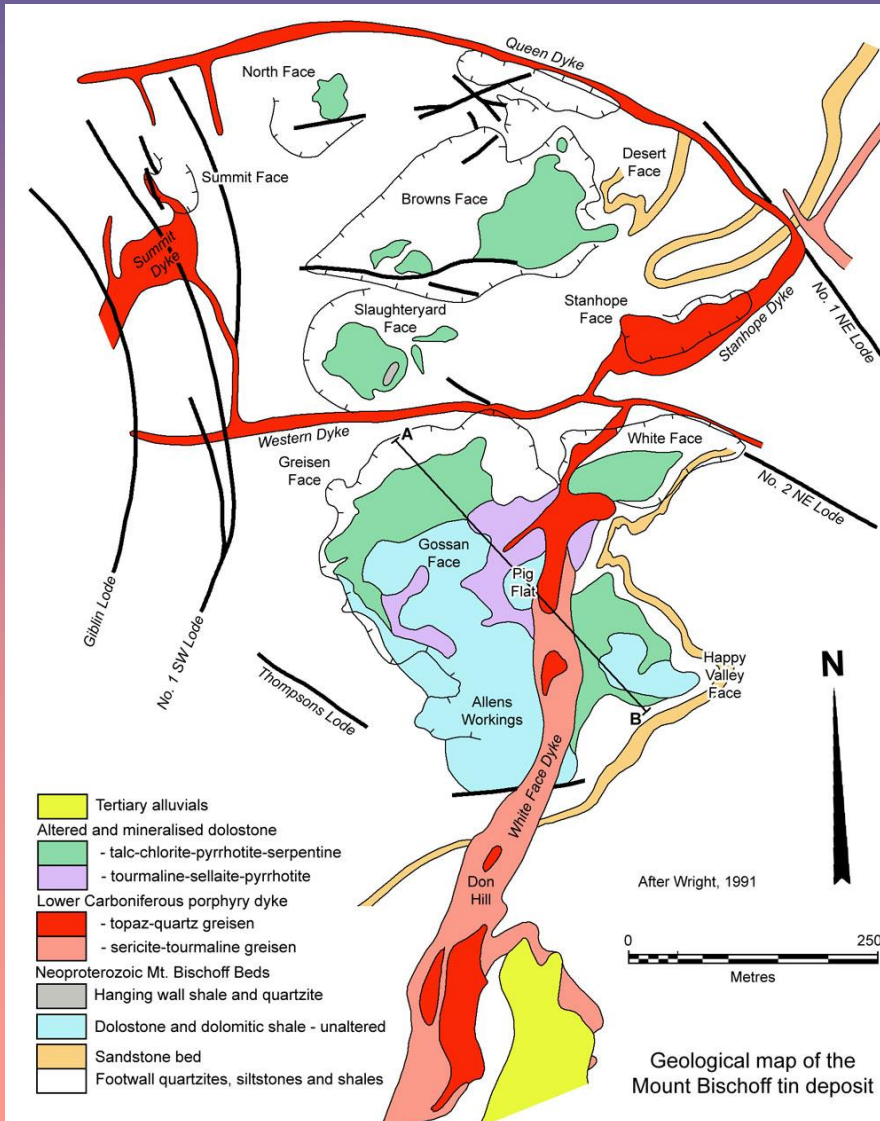 Queen Dyke
North Face
Desert
Face
Summit Face
Browns Face
Summit
Dyke
Slaughteryard
Face
Stanhope
Face
Stanhope Dyke
No. 1 NE Lode
Western Dyke
A
White Face
Greisen
Face
No. 2 NE Lode
Gossan
Face
Pig
Flat
Giblin Lode
No. 1 SW Lode
Thompsons Lode
Happy
Valley
Face
N
Allens
Workings
B
White Face Dyke
Don
Hill
After Wright, 1991
0 250
Metres
Tertiary alluvials
Altered and mineralised dolostone
- talc-chlorite-pyrrhotite-serpentine
- tourmaline-sellaite-pyrrhotite
Lower Carboniferous porphyry dyke
- topaz-quartz greisen
- sericite-tourmaline greisen
Neoproterozoic Mt. Bischoff Beds
Hanging wall shale and quartzite
Dolostone and dolomitic shale - unaltered
Sandstone bed
Footwall quartzites, siltstones and shales
Geological map of the
Mount Bischoff tin deposit